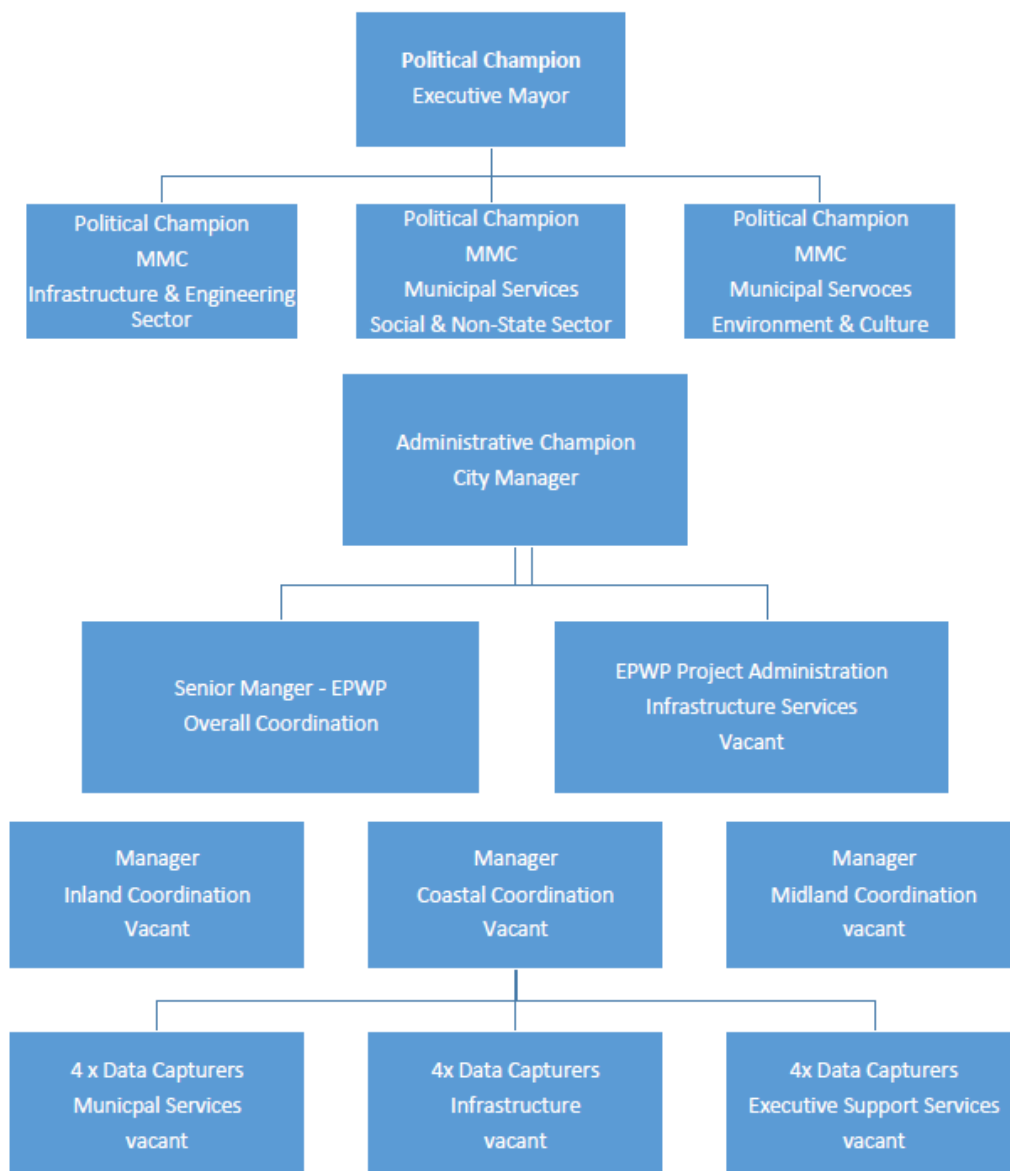 Political Champion
Executive Mayor
Political Champion
MMC
Infrastructure & Engineering
Sector
Political Champion
MMC
Municipal Services
Social & Non-State Sector
Political Champion
MMC
Municipal Servoces
Environment & Culture
Administrative Champion
City Manager
Senior Manger - EPWP
Overall Coordination
EPWP Project Administration
Infrastructure Services
Vacant
Manager
Inland Coordination
Vacant
Manager
Coastal Coordination
Vacant
Manager
Midland Coordination
vacant
4 x Data Capturers
Municpal Services
vacant
4x Data Capturers
Infrastructure
vacant
4x Data Capturers
Executive Support Services
vacant